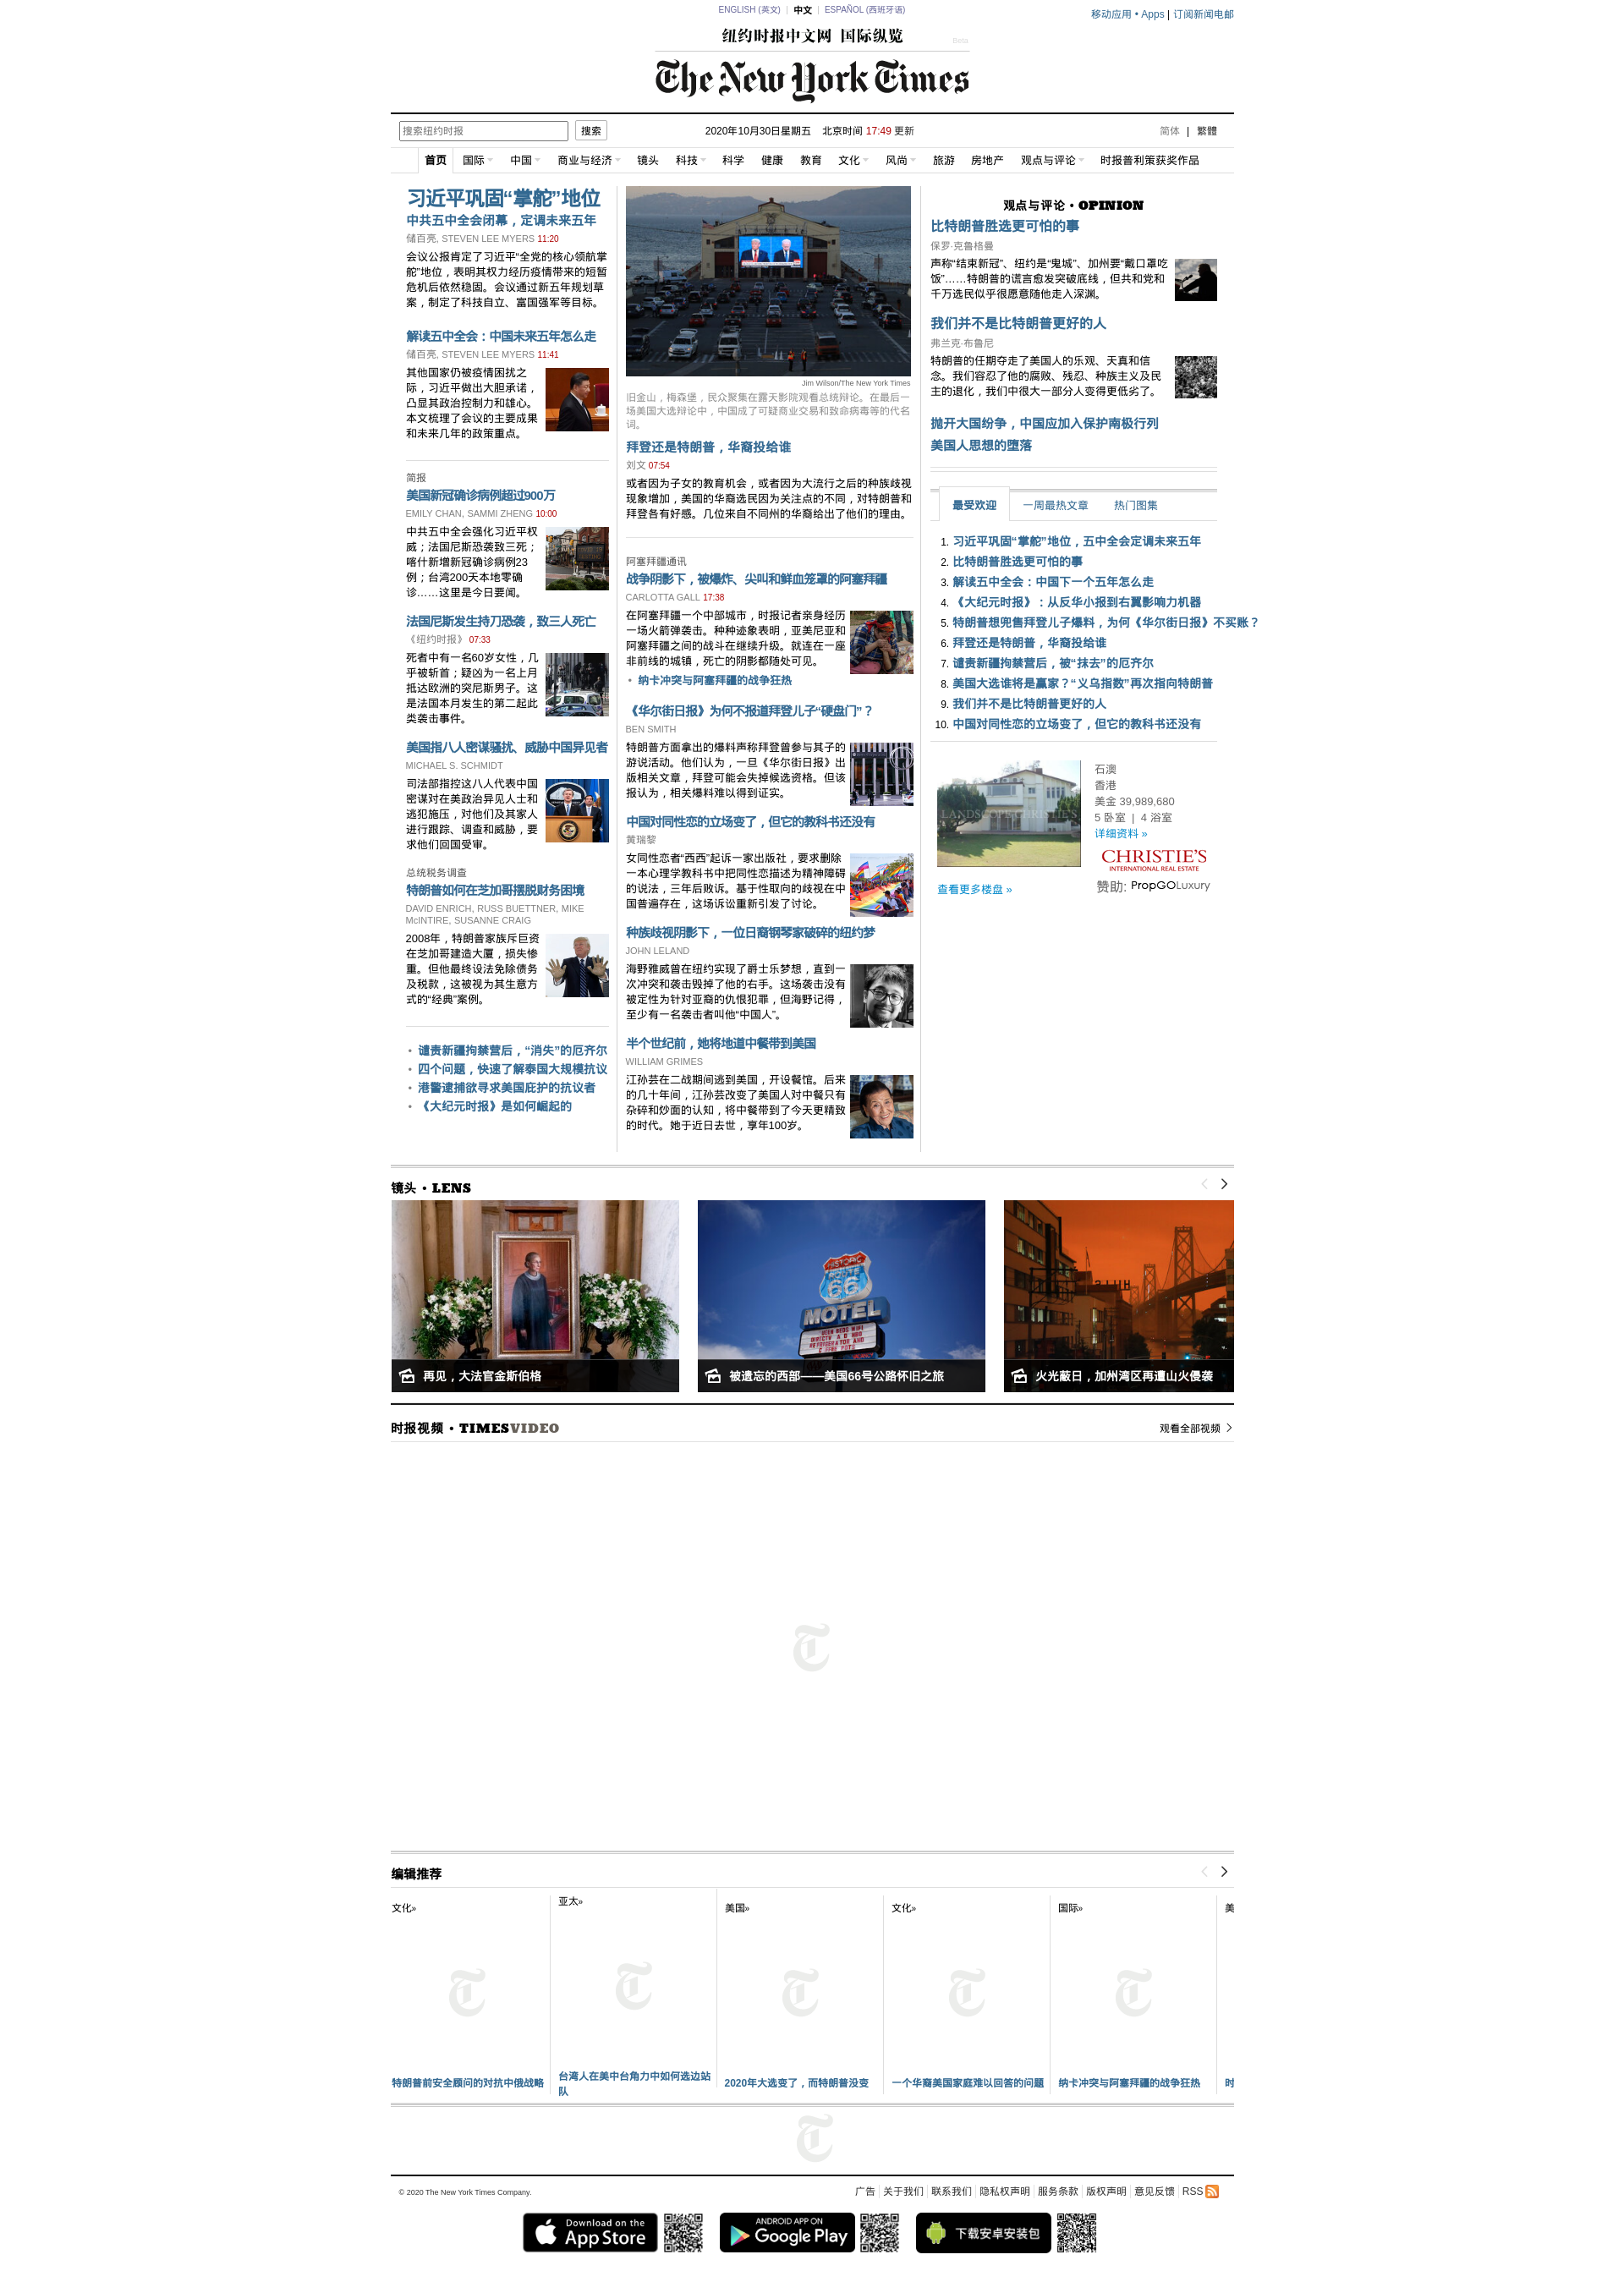 ENGLISH (英文) | 中文 | ESPAÑOL (西班牙语)
移动应用 • Apps | 订阅新闻电邮
纽约时报中文网 国际纵览
Beta
The New York Times
搜索纽约时报 搜索
2020年10月30日星期五 北京时间 17:49 更新
简体 | 繁體
首页 国际 中国 商业与经济 镜头 科技 科学 健康 教育 文化 风尚 旅游 房地产 观点与评论 时报普利策获奖作品
习近平巩固“掌舵”地位
中共五中全会闭幕，定调未来五年
储百亮, STEVEN LEE MYERS 11:20
会议公报肯定了习近平“全党的核心领航掌
舵”地位，表明其权力经历疫情带来的短暂
危机后依然稳固。会议通过新五年规划草
案，制定了科技自立、富国强军等目标。
解读五中全会：中国未来五年怎么走
储百亮, STEVEN LEE MYERS 11:41
其他国家仍被疫情困扰之
际，习近平做出大胆承诺，
凸显其政治控制力和雄心。
本文梳理了会议的主要成果
和未来几年的政策重点。
简报
美国新冠确诊病例超过900万
EMILY CHAN, SAMMI ZHENG 10:00
中共五中全会强化习近平权
威；法国尼斯恐袭致三死；
喀什新增新冠确诊病例23
例；台湾200天本地零确
诊……这里是今日要闻。
法国尼斯发生持刀恐袭，致三人死亡
《纽约时报》 07:33
死者中有一名60岁女性，几
乎被斩首；疑凶为一名上月
抵达欧洲的突尼斯男子。这
是法国本月发生的第二起此
类袭击事件。
美国指八人密谋骚扰、威胁中国异见者
MICHAEL S. SCHMIDT
司法部指控这八人代表中国
密谋对在美政治异见人士和
逃犯施压，对他们及其家人
进行跟踪、调查和威胁，要
求他们回国受审。
总统税务调查
特朗普如何在芝加哥摆脱财务困境
DAVID ENRICH, RUSS BUETTNER, MIKE
McINTIRE, SUSANNE CRAIG
2008年，特朗普家族斥巨资
在芝加哥建造大厦，损失惨
重。但他最终设法免除债务
及税款，这被视为其生意方
式的“经典”案例。
• 谴责新疆拘禁营后，“消失”的厄齐尔
• 四个问题，快速了解泰国大规模抗议
• 港警逮捕欲寻求美国庇护的抗议者
• 《大纪元时报》是如何崛起的
Jim Wilson/The New York Times
旧金山，梅森堡，民众聚集在露天影院观看总统辩论。在最后一
场美国大选辩论中，中国成了可疑商业交易和致命病毒等的代名
词。
拜登还是特朗普，华裔投给谁
刘文 07:54
或者因为子女的教育机会，或者因为大流行之后的种族歧视
现象增加，美国的华裔选民因为关注点的不同，对特朗普和
拜登各有好感。几位来自不同州的华裔给出了他们的理由。
阿塞拜疆通讯
战争阴影下，被爆炸、尖叫和鲜血笼罩的阿塞拜疆
CARLOTTA GALL 17:38
在阿塞拜疆一个中部城市，时报记者亲身经历
一场火箭弹袭击。种种迹象表明，亚美尼亚和
阿塞拜疆之间的战斗在继续升级。就连在一座
非前线的城镇，死亡的阴影都随处可见。
• 纳卡冲突与阿塞拜疆的战争狂热
《华尔街日报》为何不报道拜登儿子“硬盘门”？
BEN SMITH
特朗普方面拿出的爆料声称拜登曾参与其子的
游说活动。他们认为，一旦《华尔街日报》出
版相关文章，拜登可能会失掉候选资格。但该
报认为，相关爆料难以得到证实。
中国对同性恋的立场变了，但它的教科书还没有
黄瑞黎
女同性恋者“西西”起诉一家出版社，要求删除
一本心理学教科书中把同性恋描述为精神障碍
的说法，三年后败诉。基于性取向的歧视在中
国普遍存在，这场诉讼重新引发了讨论。
种族歧视阴影下，一位日裔钢琴家破碎的纽约梦
JOHN LELAND
海野雅威曾在纽约实现了爵士乐梦想，直到一
次冲突和袭击毁掉了他的右手。这场袭击没有
被定性为针对亚裔的仇恨犯罪，但海野记得，
至少有一名袭击者叫他“中国人”。
半个世纪前，她将地道中餐带到美国
WILLIAM GRIMES
江孙芸在二战期间逃到美国，开设餐馆。后来
的几十年间，江孙芸改变了美国人对中餐只有
杂碎和炒面的认知，将中餐带到了今天更精致
的时代。她于近日去世，享年100岁。
观点与评论 • OPINION
比特朗普胜选更可怕的事
保罗·克鲁格曼
声称“结束新冠”、纽约是“鬼城”、加州要“戴口罩吃
饭”……特朗普的谎言愈发突破底线，但共和党和
千万选民似乎很愿意随他走入深渊。
我们并不是比特朗普更好的人
弗兰克·布鲁尼
特朗普的任期夺走了美国人的乐观、天真和信
念。我们容忍了他的腐败、残忍、种族主义及民
主的退化，我们中很大一部分人变得更低劣了。
抛开大国纷争，中国应加入保护南极行列
美国人思想的堕落
最受欢迎 一周最热文章 热门图集
1. 习近平巩固“掌舵”地位，五中全会定调未来五年
2. 比特朗普胜选更可怕的事
3. 解读五中全会：中国下一个五年怎么走
4. 《大纪元时报》：从反华小报到右翼影响力机器
5. 特朗普想兜售拜登儿子爆料，为何《华尔街日报》不买账？
6. 拜登还是特朗普，华裔投给谁
7. 谴责新疆拘禁营后，被“抹去”的厄齐尔
8. 美国大选谁将是赢家？“义乌指数”再次指向特朗普
9. 我们并不是比特朗普更好的人
10. 中国对同性恋的立场变了，但它的教科书还没有
LANDSCOPE CHRISTIE'S
石澳
香港
美金 39,989,680
5 卧室 | 4 浴室
详细资料 »
CHRISTIE'S
INTERNATIONAL REAL ESTATE
查看更多楼盘 »
赞助: PropGOLuxury
镜头 • LENS
HISTORIC
ROUTE
66
MOTEL
再见，大法官金斯伯格
被遗忘的西部——美国66号公路怀旧之旅
火光蔽日，加州湾区再遭山火侵袭
时报视频 • TIMESVIDEO
观看全部视频
编辑推荐
文化»
亚太»
美国»
文化»
国际»
美
特朗普前安全顾问的对抗中俄战略
台湾人在美中台角力中如何选边站
队
2020年大选变了，而特朗普没变
一个华裔美国家庭难以回答的问题
纳卡冲突与阿塞拜疆的战争狂热
时
© 2020 The New York Times Company.
广告 关于我们 联系我们 隐私权声明 服务条款 版权声明 意见反馈 RSS
Download on the
App Store
ANDROID APP ON
Google Play
下载安卓安装包